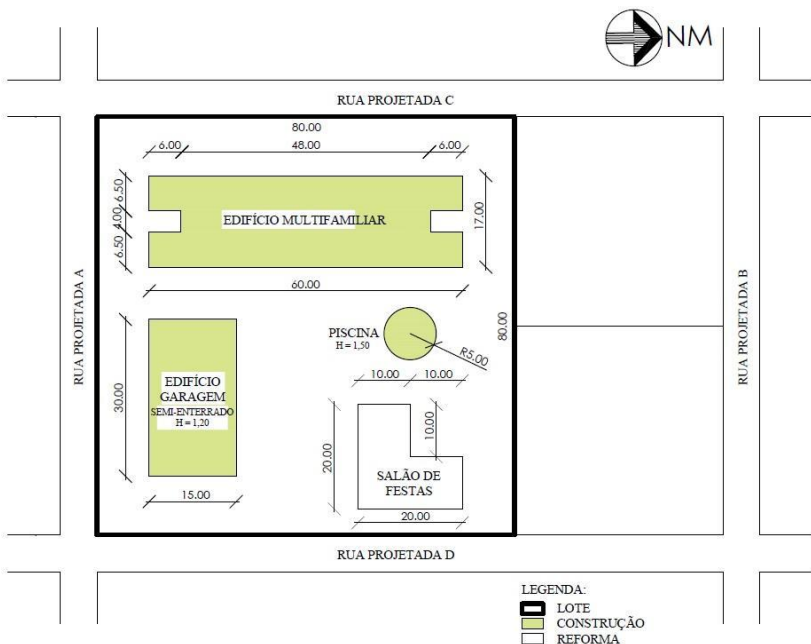 NM
RUA PROJETADA C
80.00
6.00
48.00
6.00
6.50
4.00
6.50
EDIFÍCIO MULTIFAMILIAR
17.00
60.00
RUA PROJETADA A
RUA PROJETADA B
80.00
PISCINA
H = 1,50
R5.00
30.00
EDIFÍCIO
GARAGEM
SEMI-ENTERRADO
H = 1,20
15.00
10.00
10.00
20.00
10.00
SALÃO DE
FESTAS
20.00
RUA PROJETADA D
LEGENDA:
LOTE
CONSTRUÇÃO
REFORMA